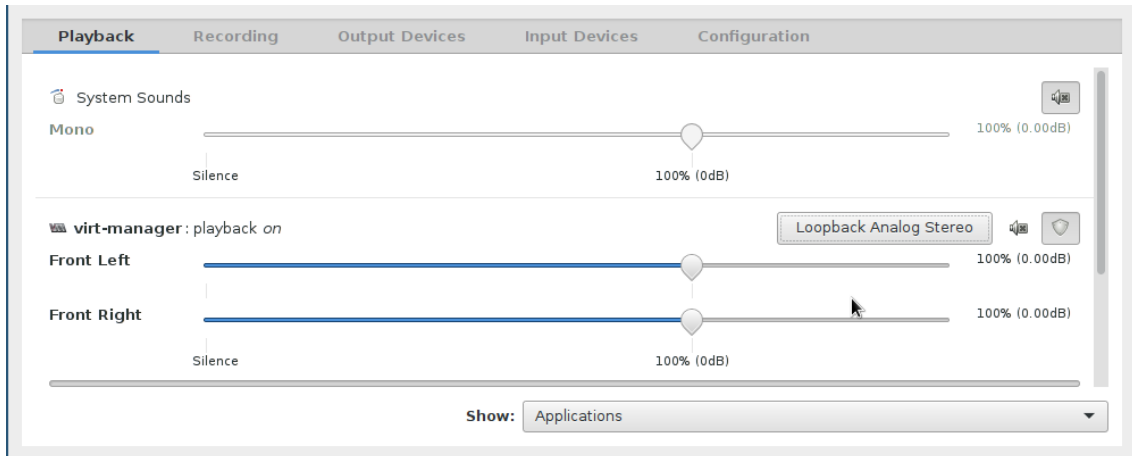 Playback Recording Output Devices Input Devices Configuration
System Sounds
Mono 100% (0.00dB)
Silence 100% (0dB)
virt-manager: playback on Loopback Analog Stereo
Front Left 100% (0.00dB)
Front Right 100% (0.00dB)
Silence 100% (0dB)
Show: Applications